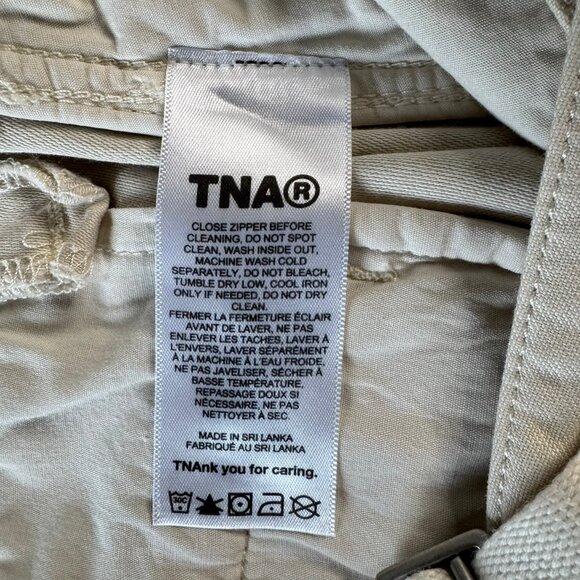 TNA®
CLOSE ZIPPER BEFORE
CLEANING, DO NOT SPOT
CLEAN, WASH INSIDE OUT,
MACHINE WASH COLD
SEPARATELY, DO NOT BLEACH,
TUMBLE DRY LOW, COOL IRON
ONLY IF NEEDED, DO NOT DRY
CLEAN.
FERMER LA FERMETURE ÉCLAIR
AVANT DE LAVER, NE PAS
ENLEVER LES TACHES, LAVER À
L'ENVERS, LAVER SÉPARÉMENT
À LA MACHINE À L'EAU FROIDE,
NE PAS JAVELISER, SÉCHER À
BASSE TEMPÉRATURE,
REPASSAGE DOUX SI
NÉCESSAIRE, NE PAS
NETTOYER À SEC.
MADE IN SRI LANKA
FABRIQUÉ AU SRI LANKA
TNAnk you for caring.
30C